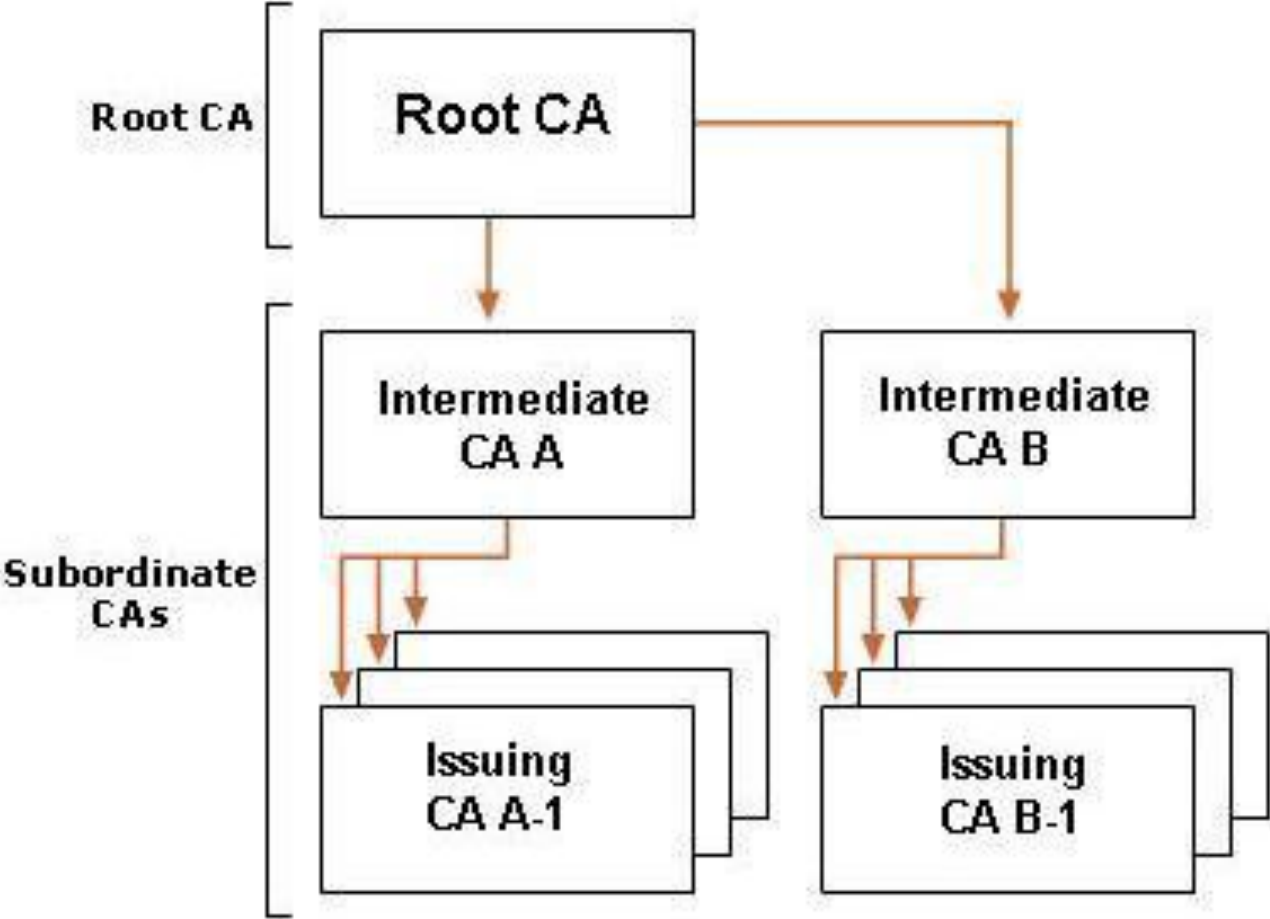 Root CA
Root CA
Intermediate
CA A
Intermediate
CA B
Subordinate
CAs
Issuing
CA A-1
Issuing
CA B-1